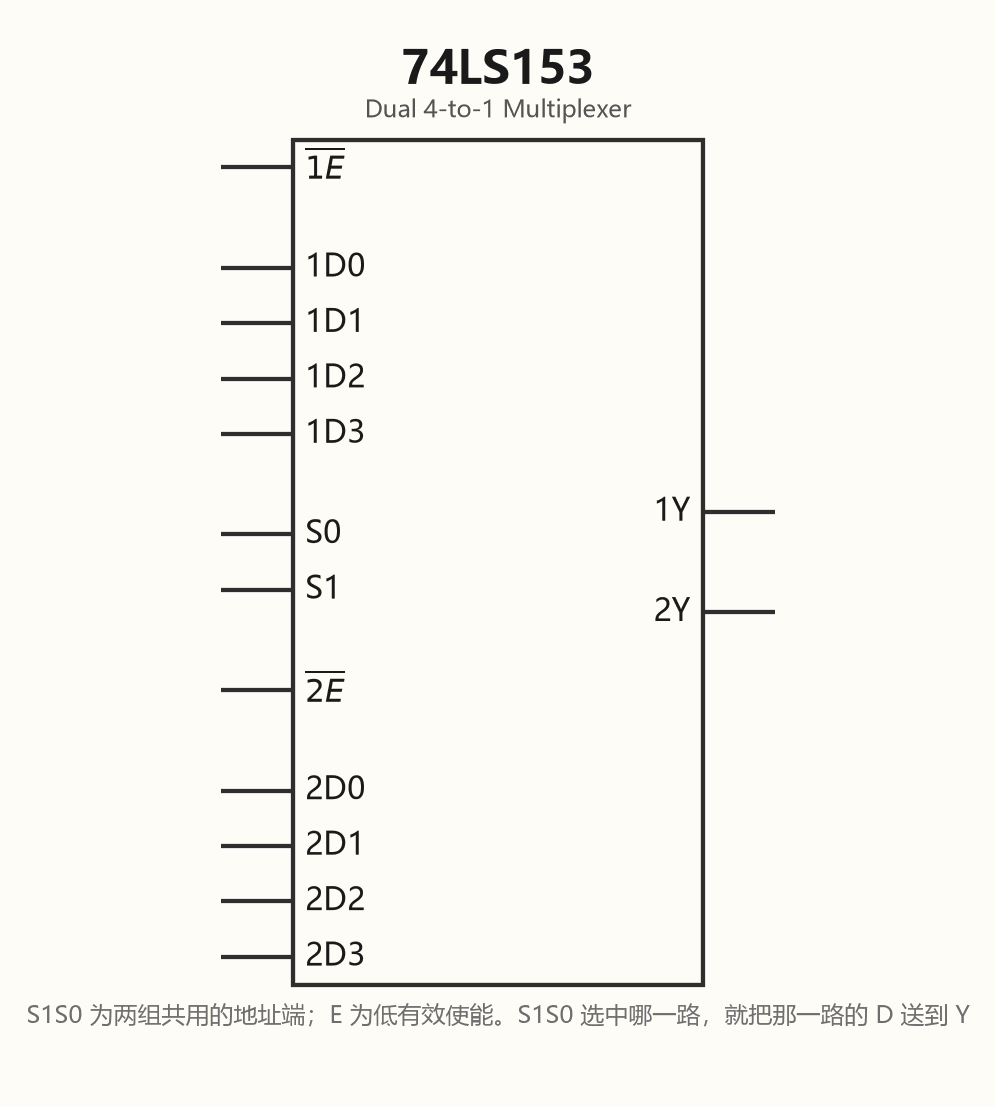 74LS153
Dual 4-to-1 Multiplexer
1E̅
1D0
1D1
1D2
1D3
S0
S1
1Y
2Y
2E̅
2D0
2D1
2D2
2D3
S1S0 为两组共用的地址端；E 为低有效使能。S1S0 选中哪一路，就把那一路的 D 送到 Y